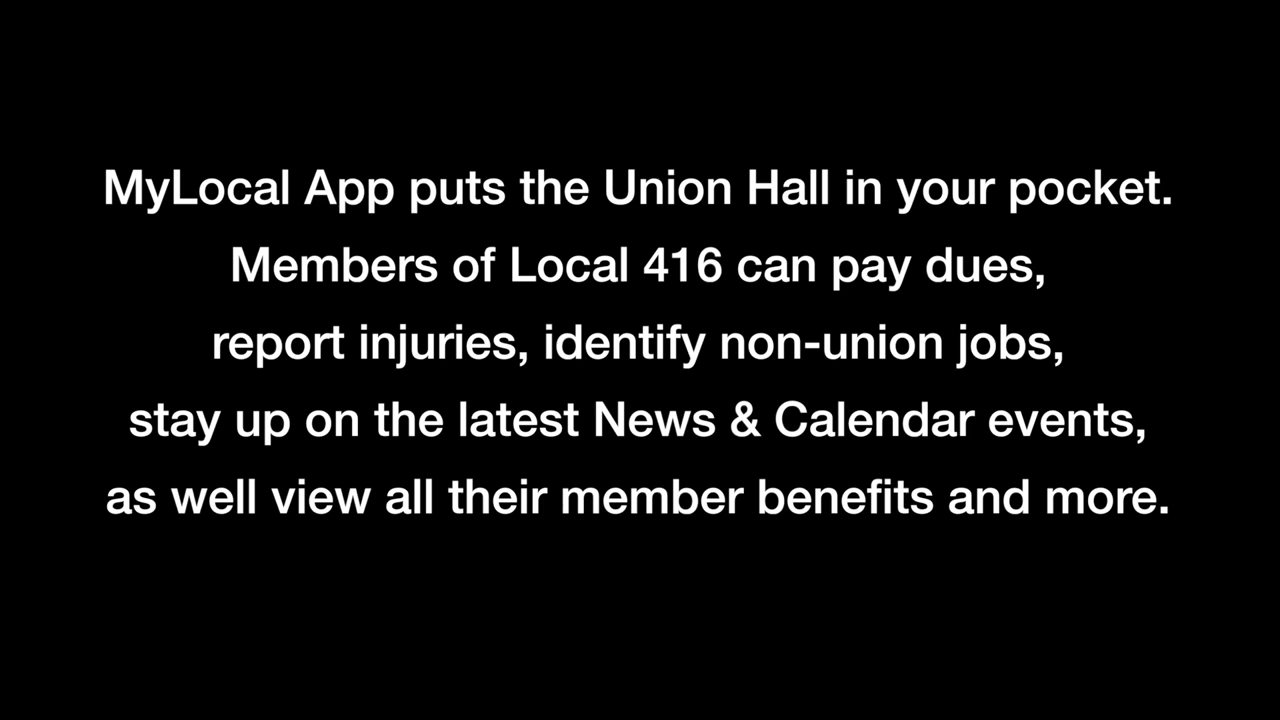 MyLocal App puts the Union Hall in your pocket.
Members of Local 416 can pay dues,
report injuries, identify non-union jobs,
stay up on the latest News & Calendar events,
as well view all their member benefits and more.